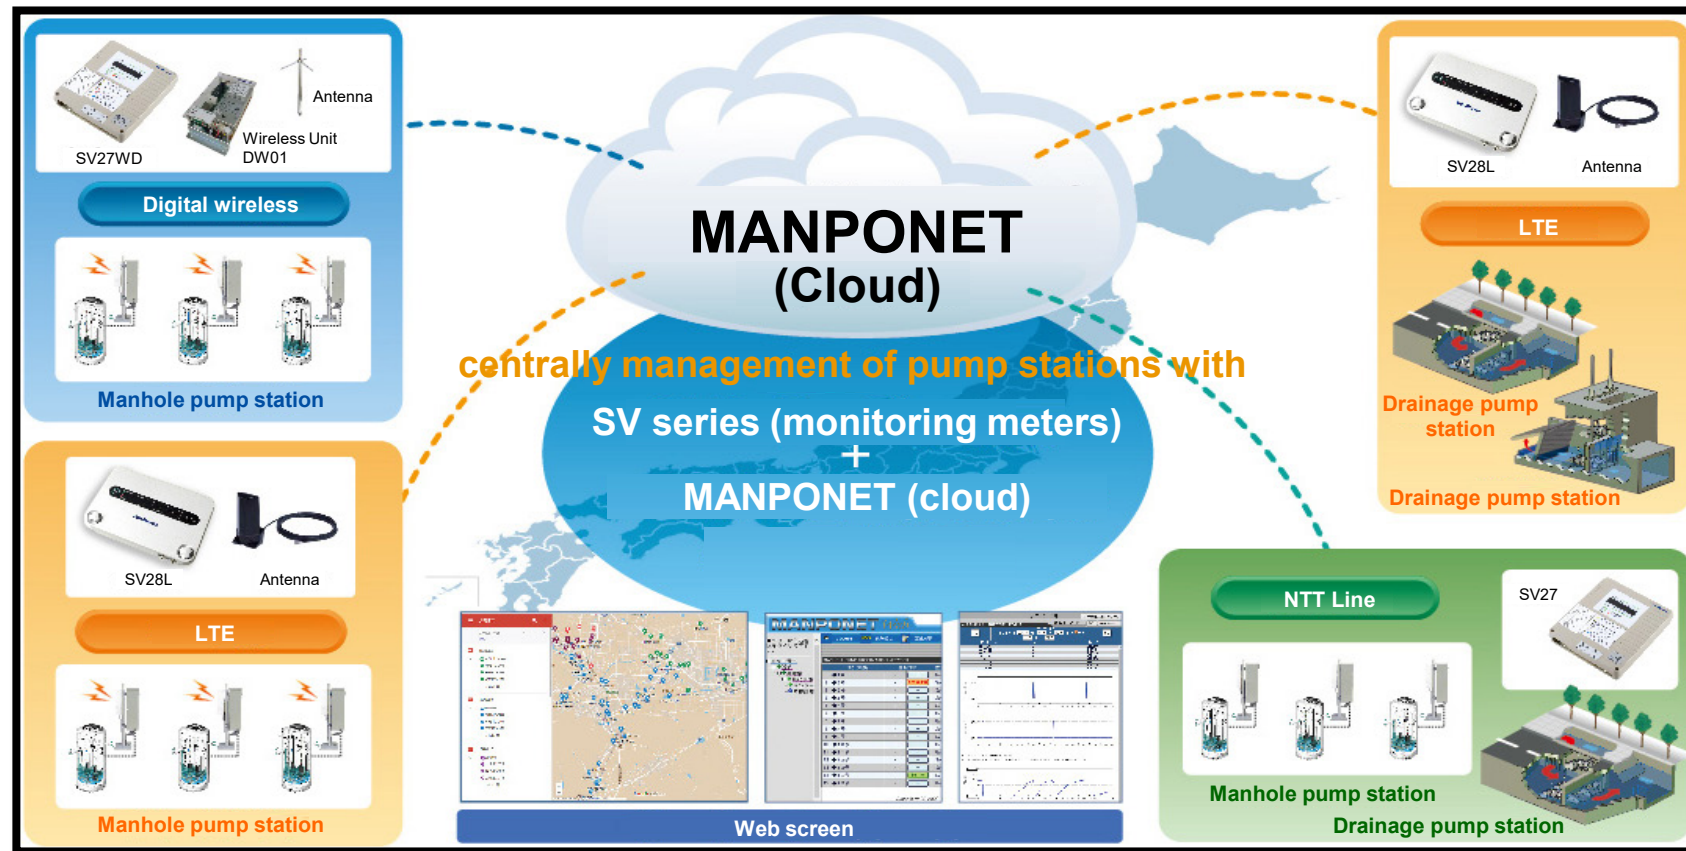 SV27WD
Wireless Unit
DW01
Antenna
Digital wireless
Manhole pump station
SV28L
Antenna
LTE
Manhole pump station
MANPONET
(Cloud)
centrally management of pump stations with
SV series (monitoring meters)
+
MANPONET (cloud)
MANPONET
Web screen
SV28L
Antenna
LTE
Drainage pump
station
Drainage pump station
NTT Line
SV27
Manhole pump station
Drainage pump station